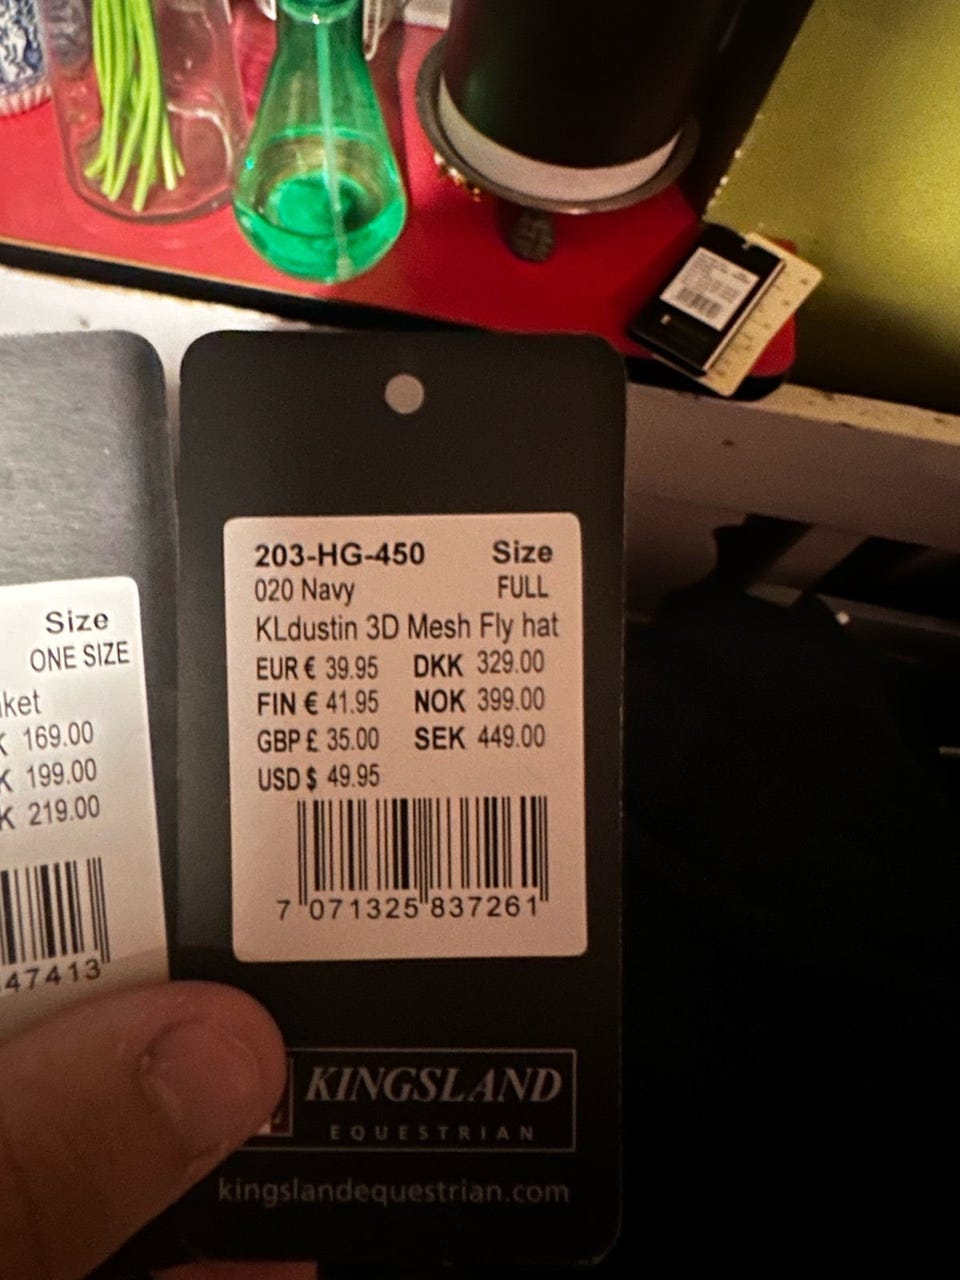 Size
ONE SIZE
ket
K 169.00
K 199.00
K 219.00
47413
203-HG-450 Size
020 Navy FULL
KLdustin 3D Mesh Fly hat
EUR € 39.95 DKK 329.00
FIN € 41.95 NOK 399.00
GBP £ 35.00 SEK 449.00
USD $ 49.95
7 071325 837261
KINGSLAND
EQUESTRIAN
kingslandequestrian.com